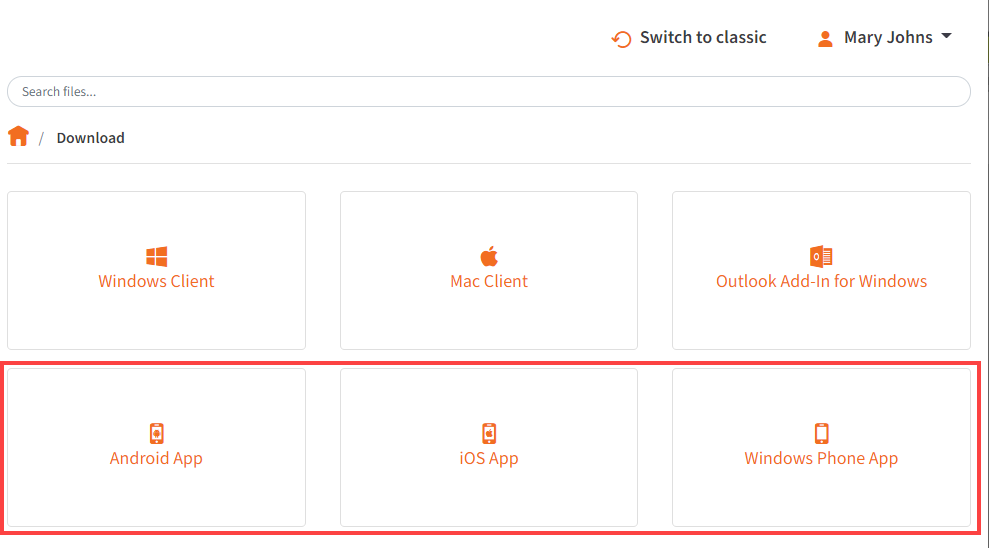 Switch to classic
Mary Johns
Search files...
/ Download
Windows Client
Mac Client
Outlook Add-In for Windows
Android App
iOS App
Windows Phone App